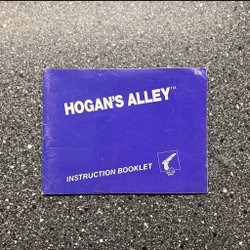 HOGAN'S ALLEY™
INSTRUCTION BOOKLET